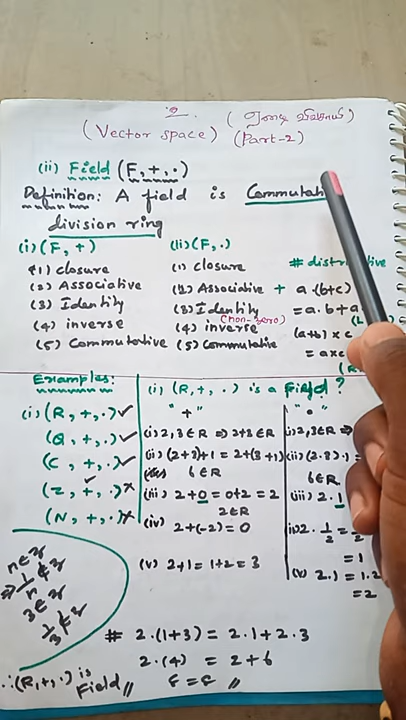 2.
(Vector space) (Part-2)
(ii) Field (F, +, .)
Definition: A field is Commutati
division ring
(i) (F, +)
(1) closure
(2) Associative
(3) Identity
(4) inverse
(5) Commutative
(ii) (F, .)
(1) closure
(2) Associative
(3) Identity
(non-zero)
(4) inverse
(5) Commutative
# distributive
+ a.(b+c)
= a.b+a
(a+b) x c
= axc
Examples:
(i) (R, +, .) ✓
(Q, +, .) ✓
(C, +, .) ✓
(Z, +, .) ✗
(N, +, .) ✗
(i) (R, +, .) is a Field?
"+"
(i) 2,3∈R ⇒ 2+3∈R
(ii) (2+3)+1 = 2+(3+1)
6∈R
(iii) 2+0 = 0+2 = 2
2∈R
(iv) 2+(-2) = 0
(v) 2+1 = 1+2 = 3
"."
i) 2,3∈R ⇒
(ii) (2.3).1 =
6∈R
(iii) 2.1
iv) 2. 1/2 =
= 1
(v) 2.1 = 1.2
= 2
n∈z
⇒ 1/n ∉ z
3∈z
1/3 ∉ z
# 2.(1+3) = 2.1+2.3
2.(4) = 2+6
8 = 8 //
∴ (R, +, .) is
Field //